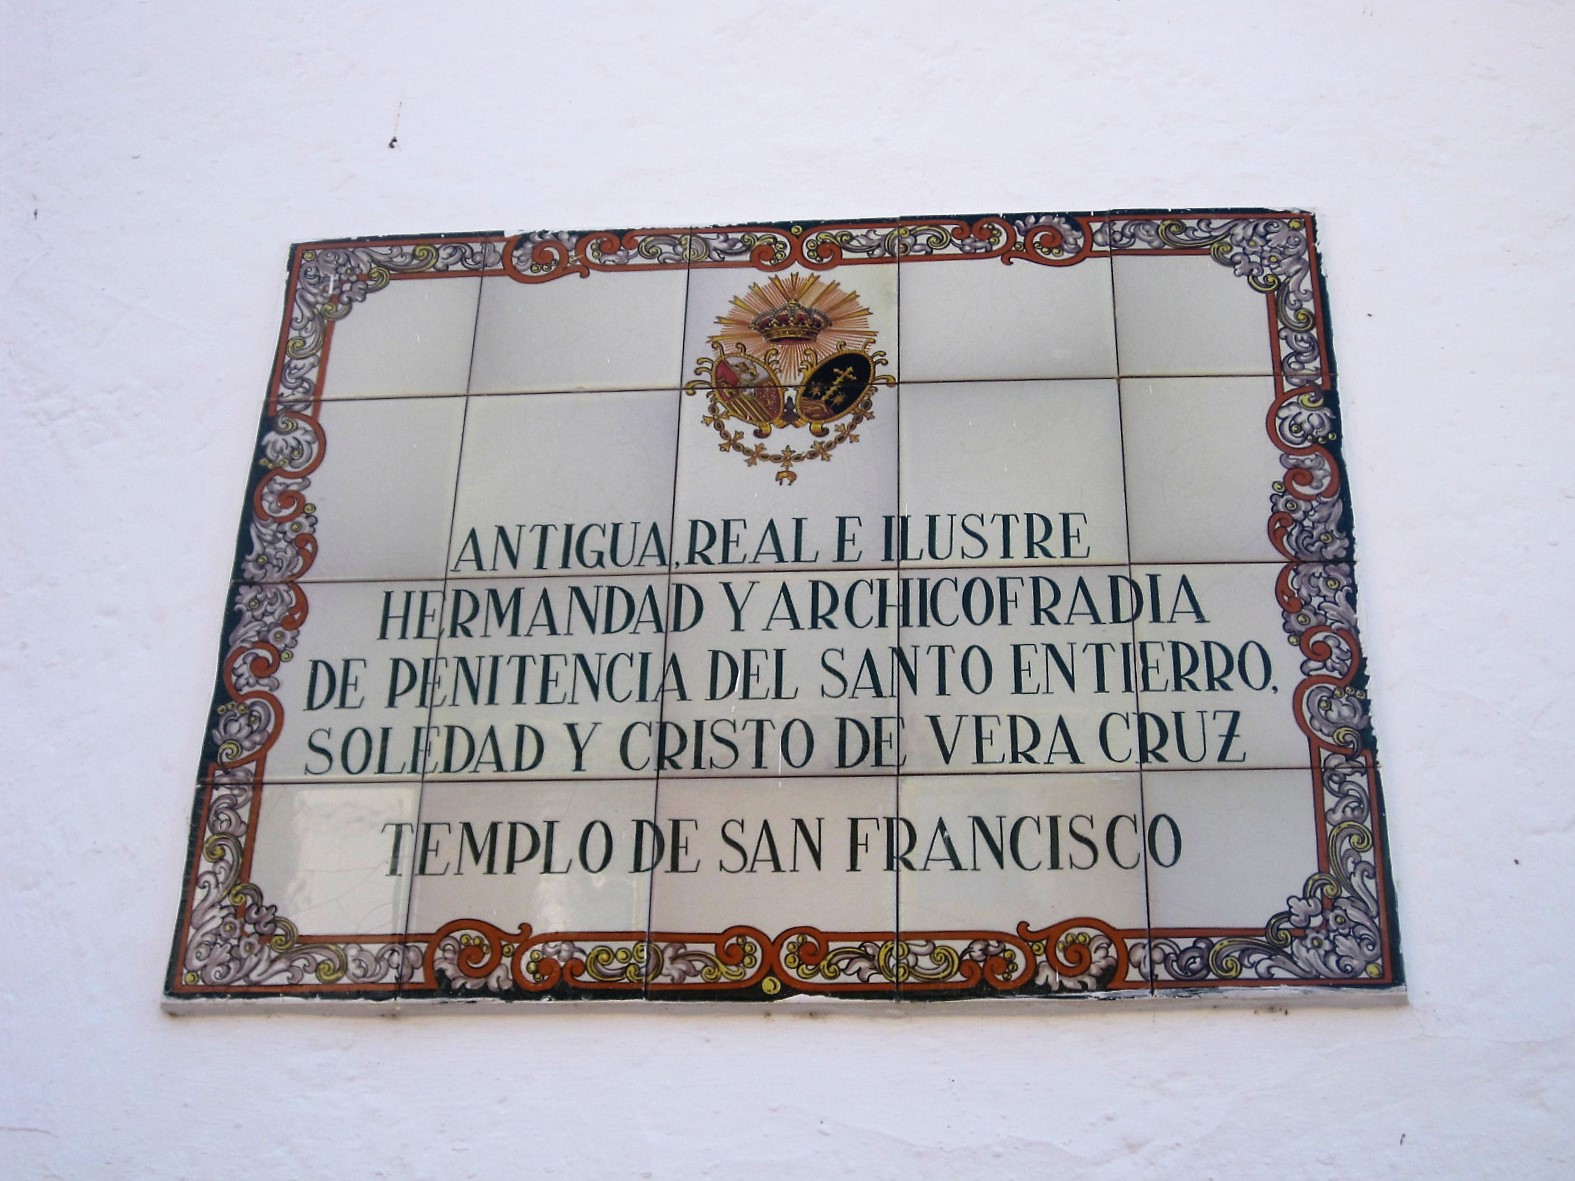 ANTIGUA, REAL E ILUSTRE
HERMANDAD Y ARCHICOFRADIA
DE PENITENCIA DEL SANTO ENTIERRO,
SOLEDAD Y CRISTO DE VERA CRUZ
TEMPLO DE SAN FRANCISCO